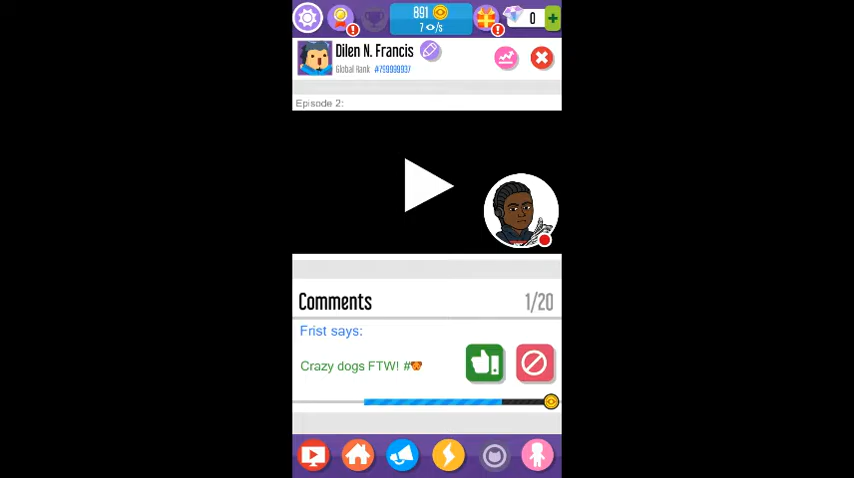 891
7 /s
0
Dilen N. Francis
Global Rank #799999937
Episode 2:
Comments 1/20
Frist says:
Crazy dogs FTW! #